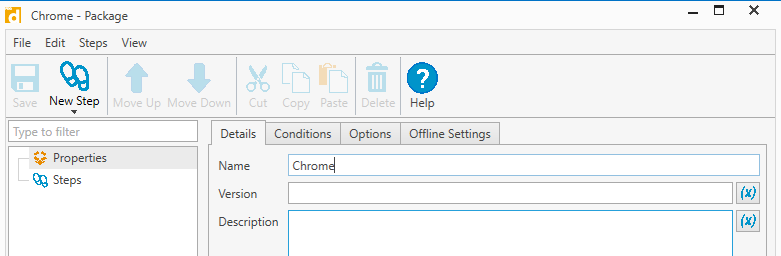 Chrome - Package
File Edit Steps View
Save New Step Move Up Move Down Cut Copy Paste Delete Help
Type to filter
Details Conditions Options Offline Settings
Properties
Steps
Name Chrome
Version (x)
Description (x)